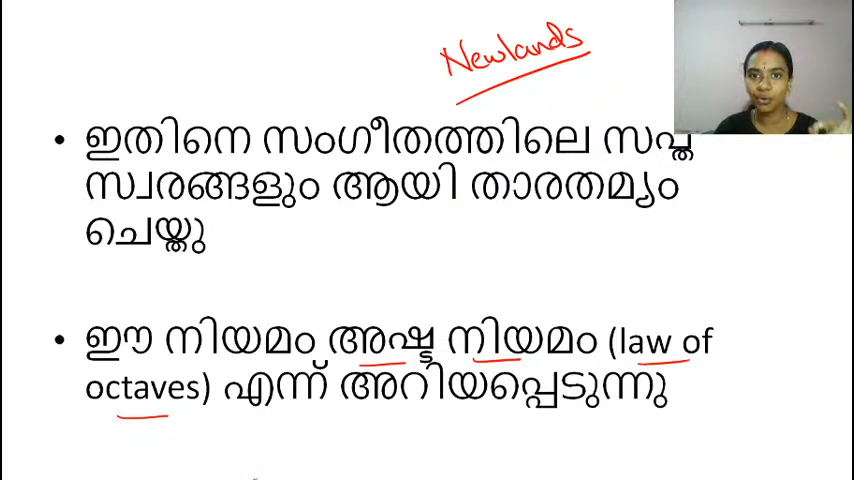 Newlands
• ഇതിനെ സംഗീതത്തിലെ സപ്ത
സ്വരങ്ങളും ആയി താരതമ്യം
ചെയ്തു
• ഈ നിയമം അഷ്ട നിയമം (law of
octaves) എന്ന് അറിയപ്പെടുന്നു